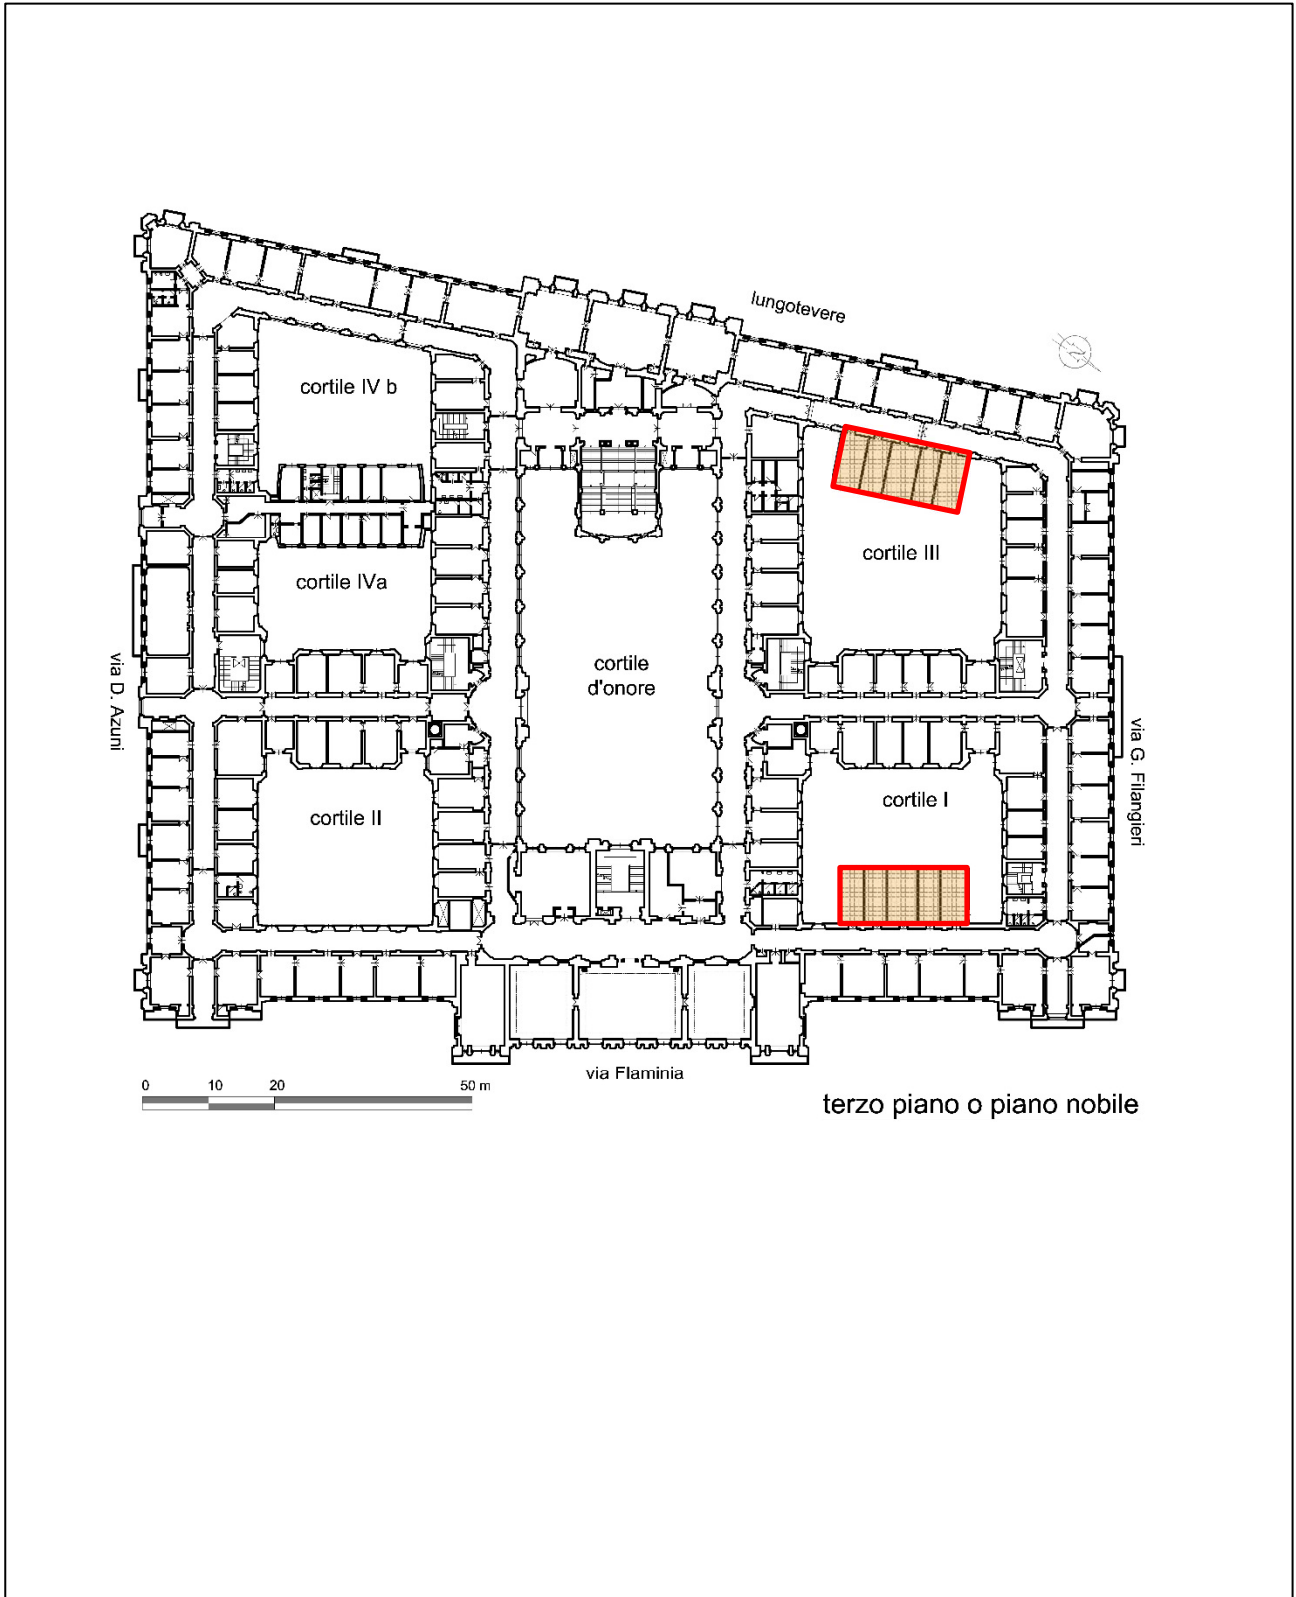 lungotevere
cortile IV b
cortile III
cortile IVa
cortile
d'onore
via D. Azuni
via G. Filangieri
cortile I
cortile II
via Flaminia
0 10 20 50 m
terzo piano o piano nobile